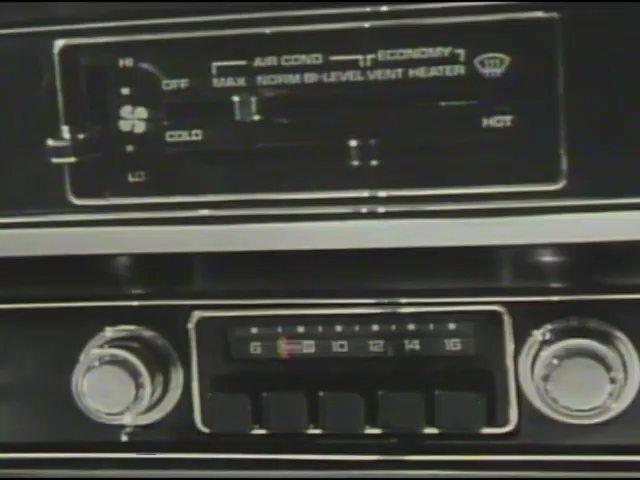 HI AIR COND ECONOMY
OFF MAX NORM BI-LEVEL VENT HEATER
COLD HOT
LO
6 8 10 12 14 16